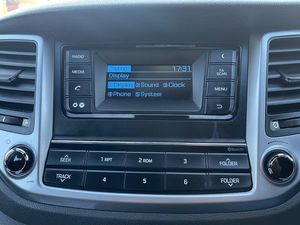 RADIO
MEDIA
17:31
Display
Sound Clock
Phone System
TA
SCAN
MENU
SEEK
TRACK
1 RPT 2 RDM 3
4 5 6
FOLDER
FOLDER